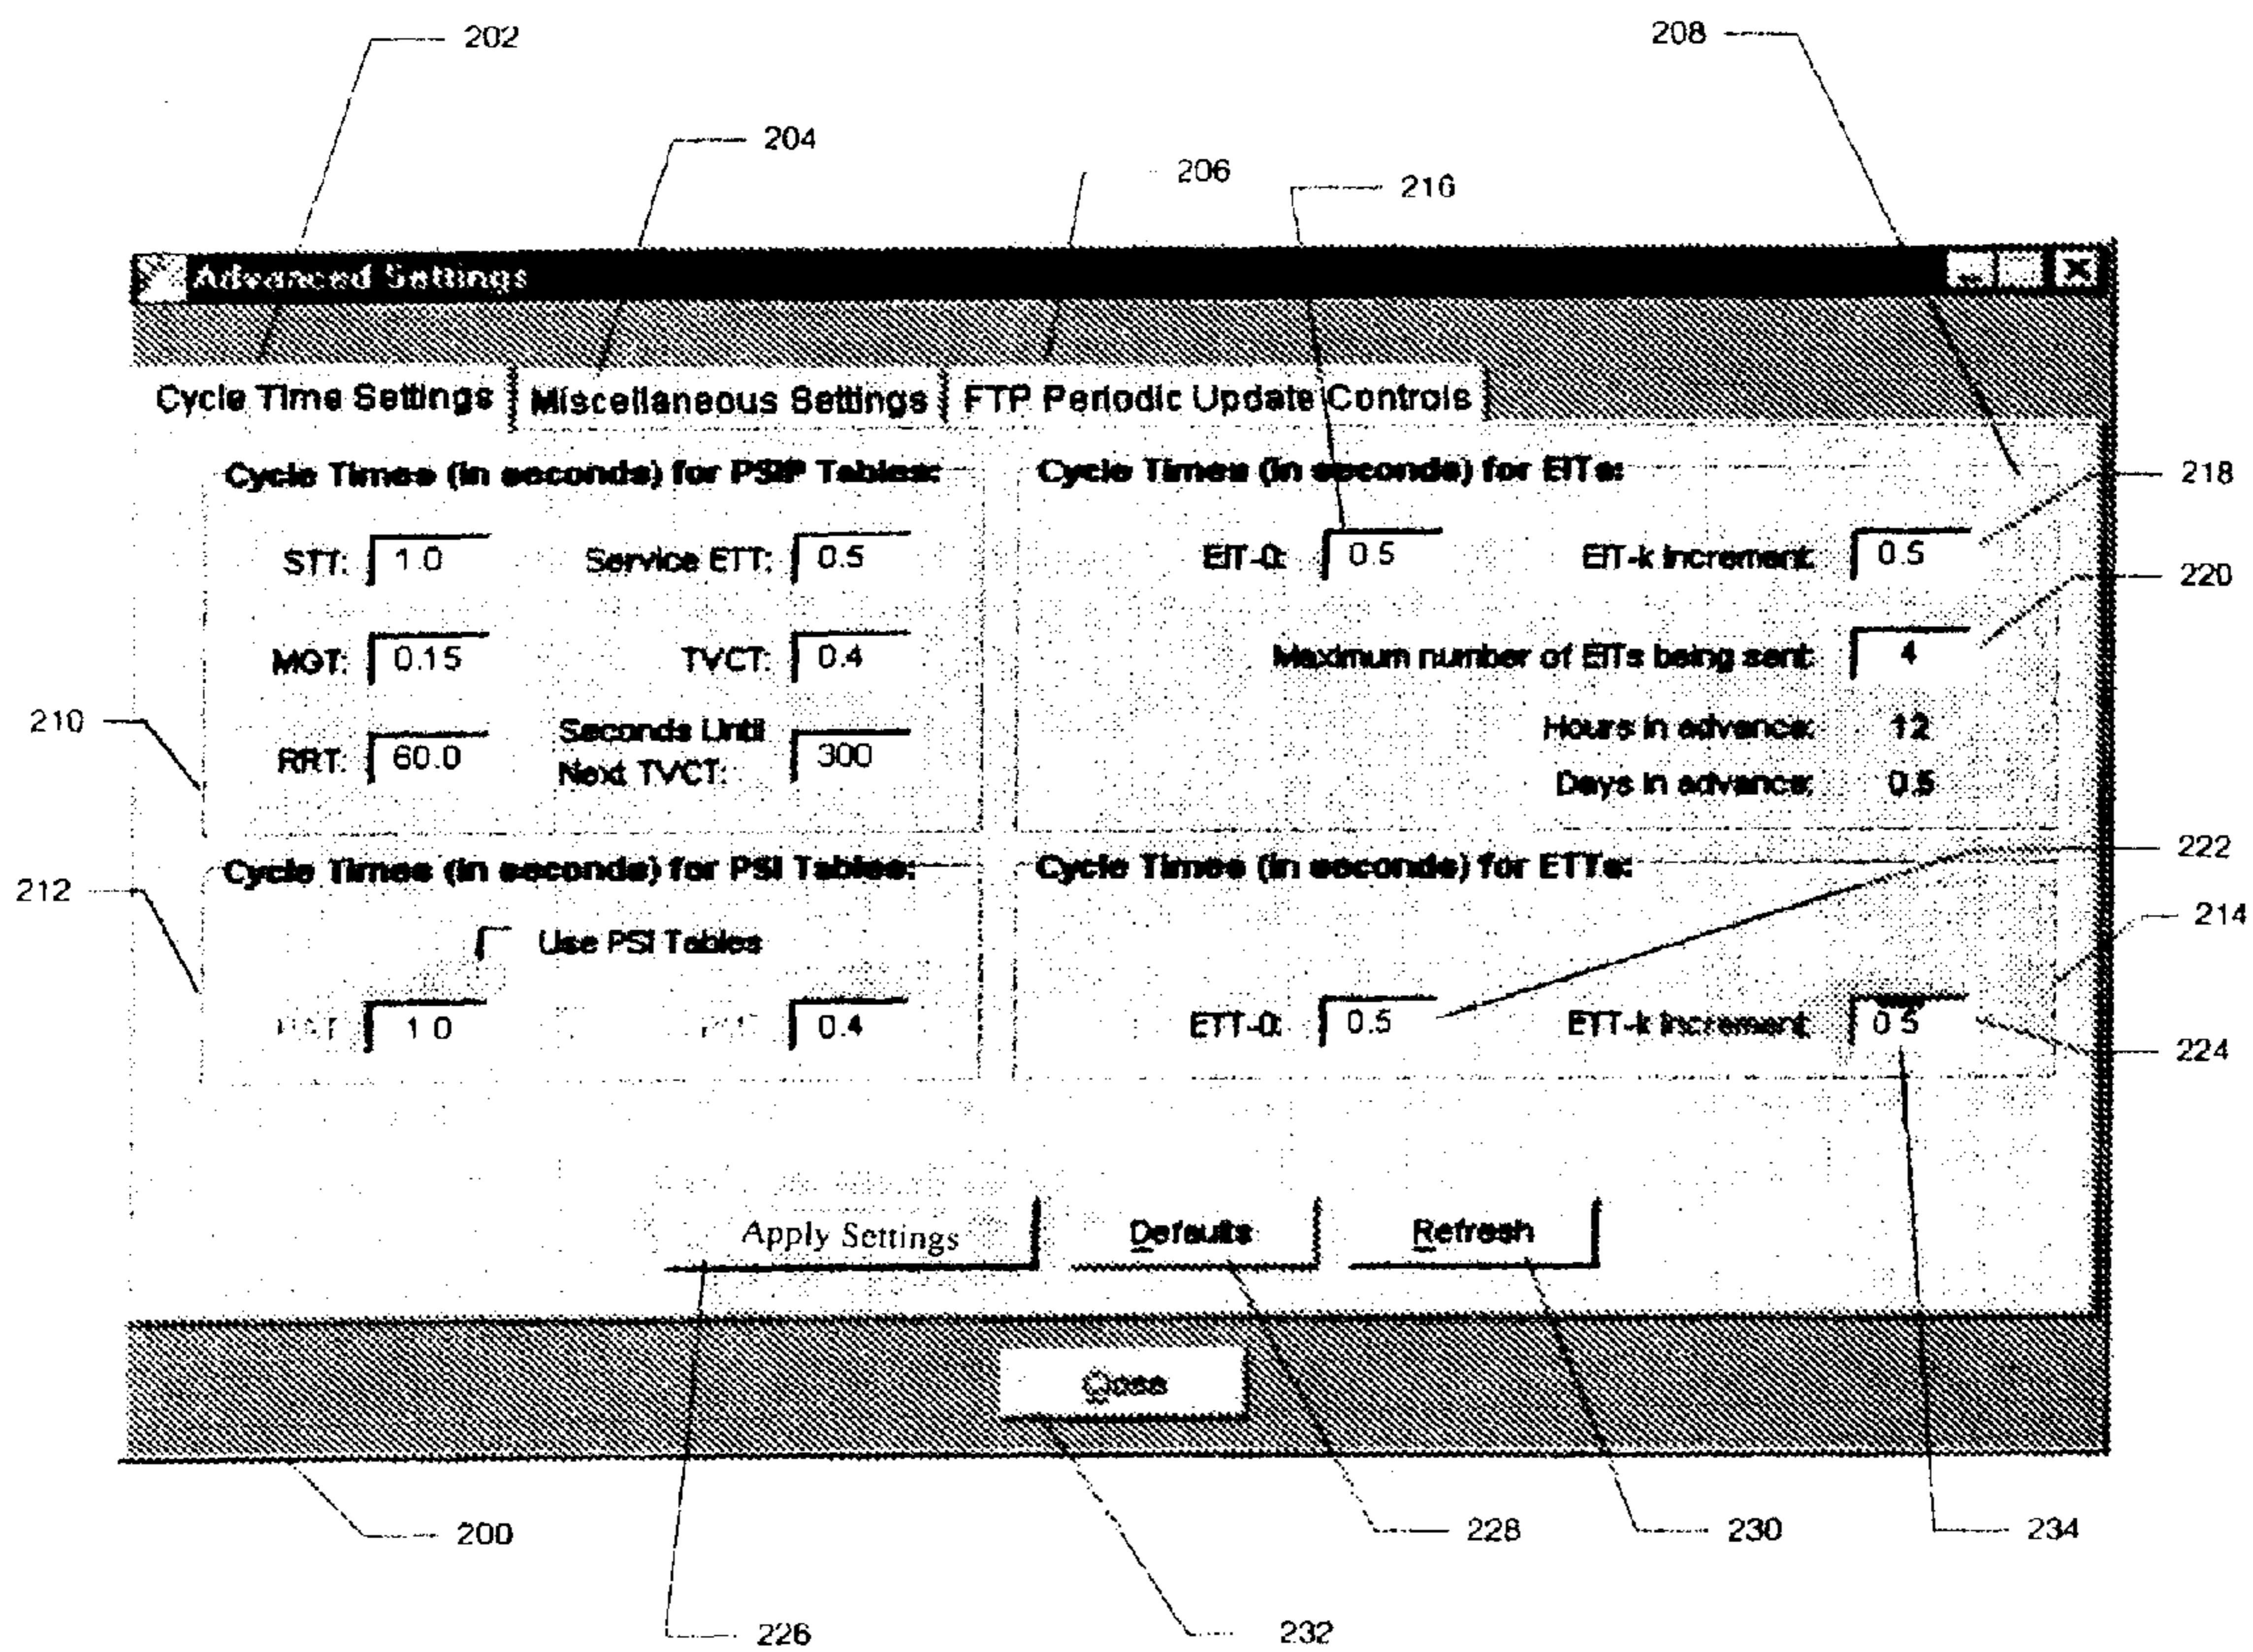 202
208
204
206
216
Advanced Settings
Cycle Time Settings
Miscellaneous Settings
FTP Periodic Update Controls
Cycle Times (in seconds) for PSIP Tables:
Cycle Times (in seconds) for EITs:
218
STT: 1.0 Service ETT: 0.5
EIT-0: 0.5 EIT-k increment: 0.5
220
MGT: 0.15 TVCT: 0.4
Maximum number of EITs being sent: 4
210
RRT: 60.0 Seconds Until
Next TVCT: 300
Hours in advance: 12
Days in advance: 0.5
222
Cycle Times (in seconds) for PSI Tables:
Cycle Times (in seconds) for ETTs:
212
214
Use PSI Tables
1.0 0.4
ETT-0: 0.5 ETT-k increment: 0.5
224
Apply Settings Defaults Refresh
Close
200
228
230
234
226
232